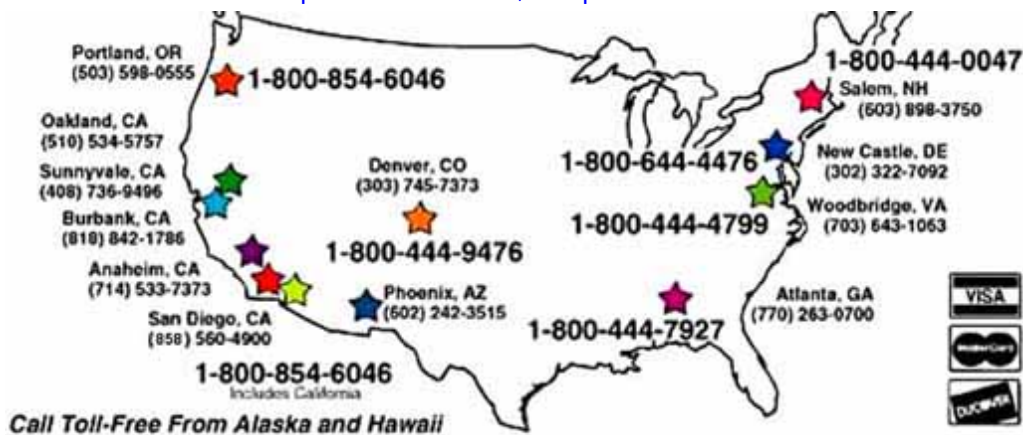 Portland, OR
(503) 598-0555
1-800-854-6046
1-800-444-0047
Salem, NH
(603) 898-3750
Oakland, CA
(510) 534-5757
Sunnyvale, CA
(408) 736-9496
Denver, CO
(303) 745-7373
1-800-644-4476
New Castle, DE
(302) 322-7092
Burbank, CA
(818) 842-1786
1-800-444-9476
1-800-444-4799
Woodbridge, VA
(703) 643-1063
Anaheim, CA
(714) 533-7373
San Diego, CA
(858) 560-4900
Phoenix, AZ
(602) 242-3515
1-800-444-7927
Atlanta, GA
(770) 263-0700
VISA
MasterCard
1-800-854-6046
Includes California
DISCOVER
Call Toll-Free From Alaska and Hawaii